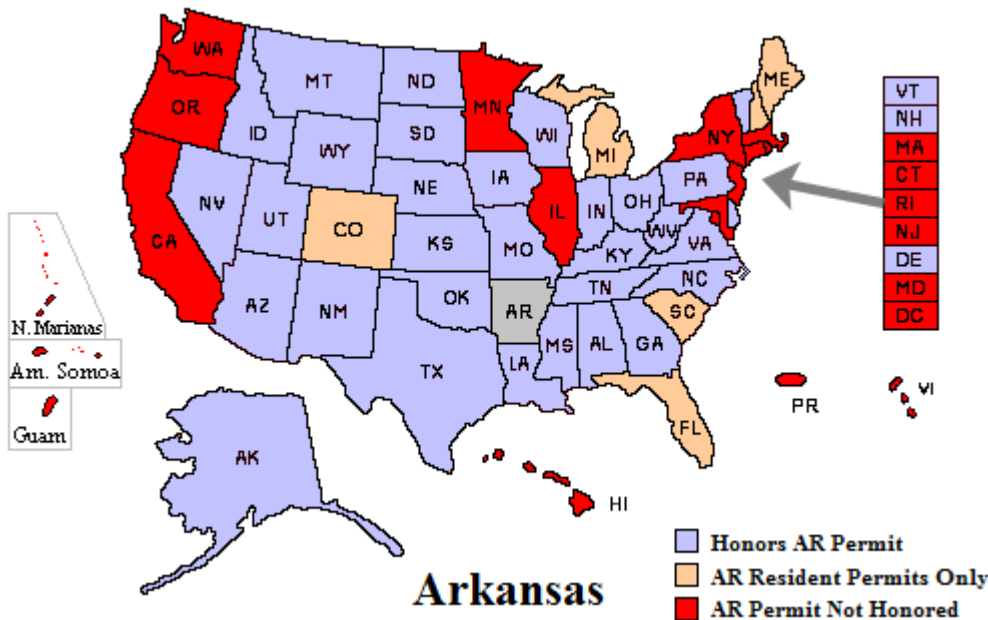 WA
MT
ND
MN
ME
VT
OR
ID
SD
WI
NY
NH
WY
MI
MA
NV
NE
IA
PA
CT
UT
CO
IL
IN
OH
RI
CA
KS
MO
WV
VA
NJ
KY
DE
AZ
NM
OK
AR
TN
NC
MD
N. Marianas
MS
AL
GA
SC
DC
Am. Somoa
TX
LA
Guam
FL
PR
VI
AK
HI
Honors AR Permit
Arkansas
AR Resident Permits Only
AR Permit Not Honored